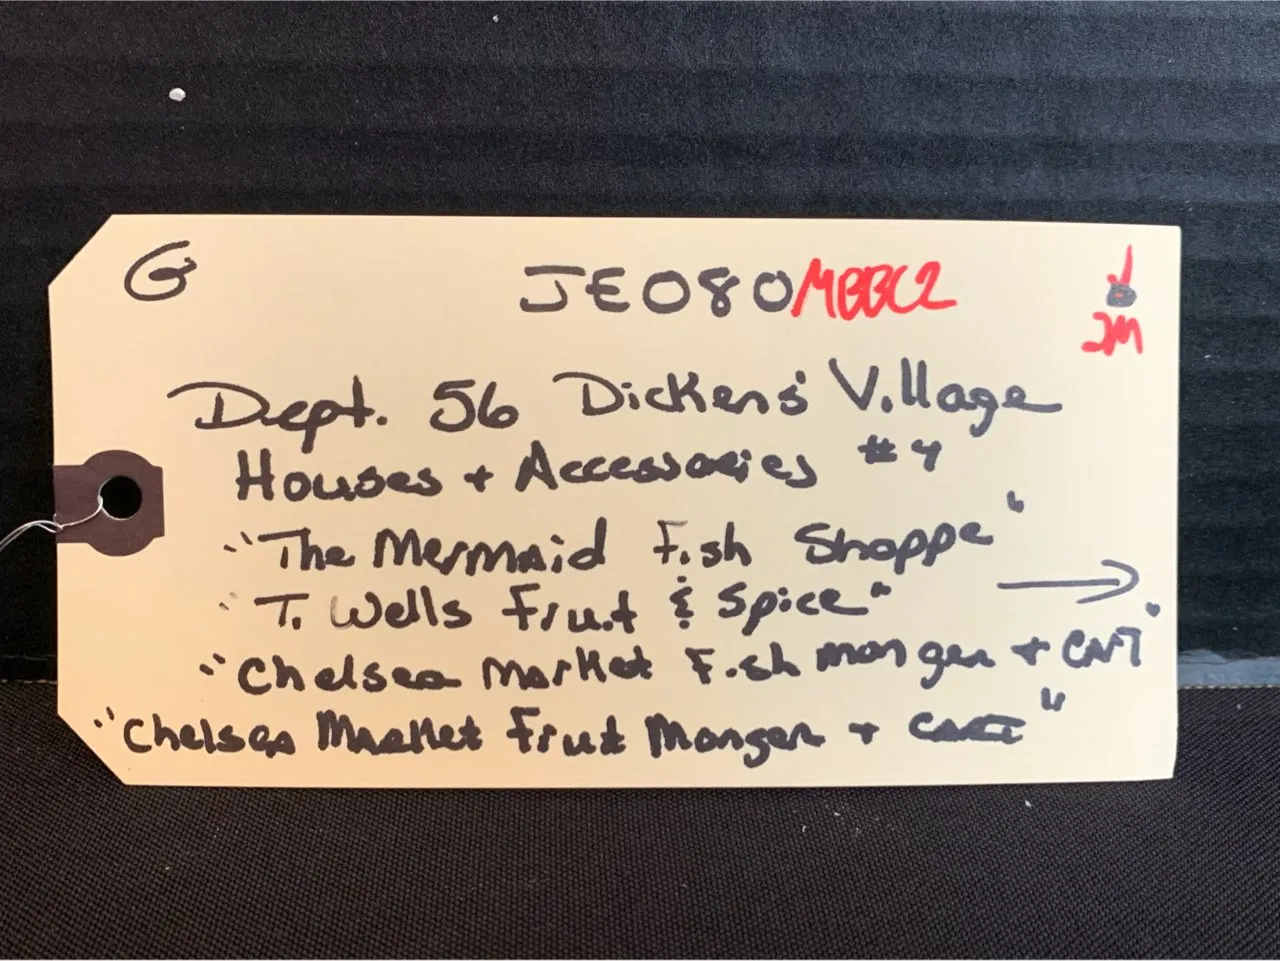 G JE080MBBC2
JM
Dept. 56 Dickens' Village
Houses + Accessories #4
"The Mermaid Fish Shoppe"
"T. Wells Fruit & Spice" →
"Chelsea Market Fishmonger + Cart"
"Chelsea Market Fruit Monger + Cart"